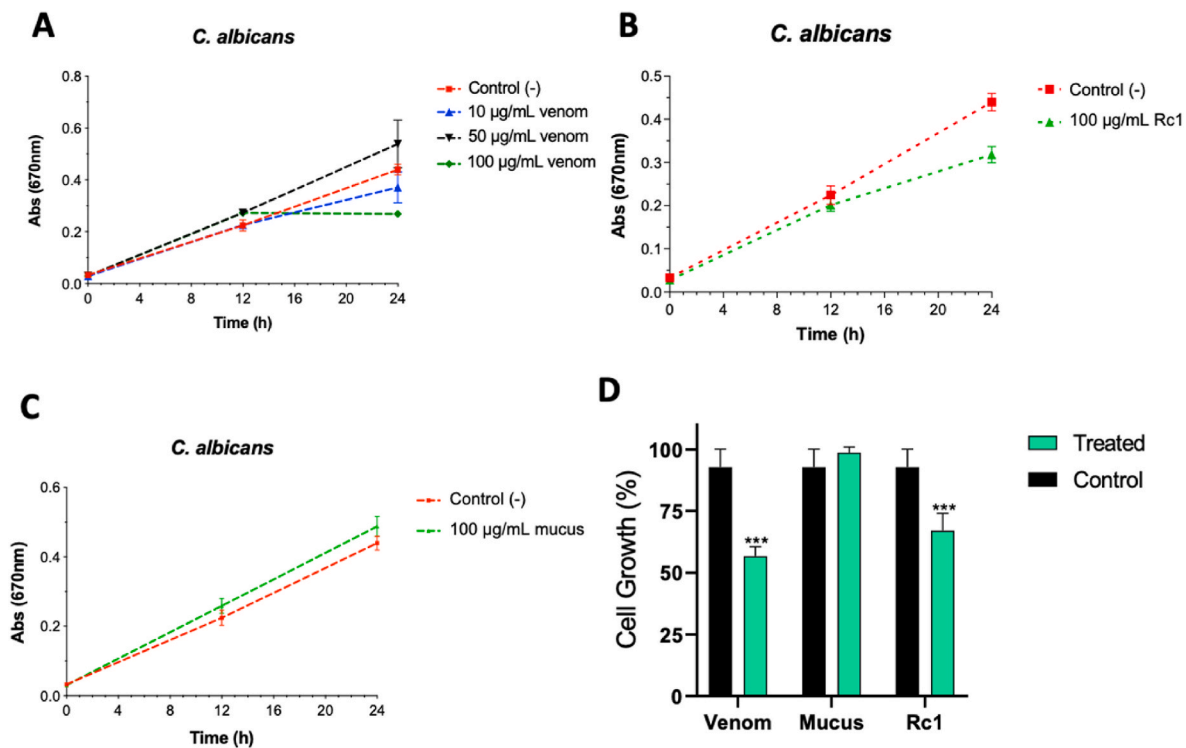 A
C. albicans
Abs (670nm)
0.8
0.6
0.4
0.2
0.0
0 4 8 12 16 20 24
Time (h)
Control (-)
10 µg/mL venom
50 µg/mL venom
100 µg/mL venom
B
C. albicans
Abs (670nm)
0.5
0.4
0.3
0.2
0.1
0.0
0 4 8 12 16 20 24
Time (h)
Control (-)
100 µg/mL Rc1
C
C. albicans
Abs (670nm)
0.6
0.4
0.2
0.0
0 4 8 12 16 20 24
Time (h)
Control (-)
100 µg/mL mucus
D
Cell Growth (%)
100
75
50
25
0
***
***
Venom Mucus Rc1
Treated
Control